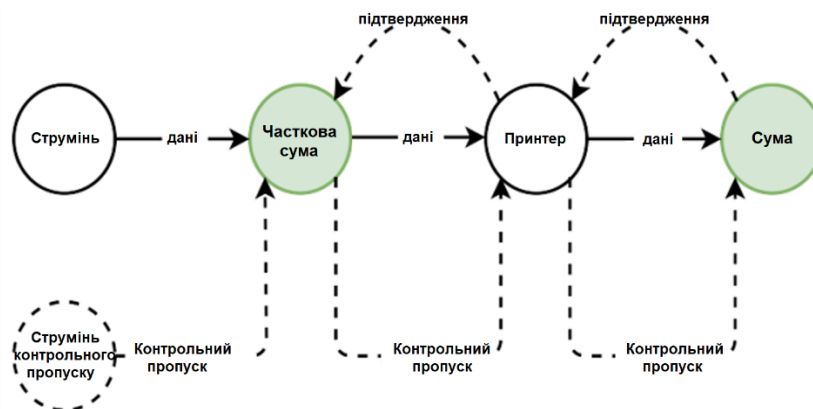 підтвердження
підтвердження
Струмінь
дані
Часткова
сума
дані
Принтер
дані
Сума
Струмінь
контрольного
пропуску
Контрольний
пропуск
Контрольний
пропуск
Контрольний
пропуск